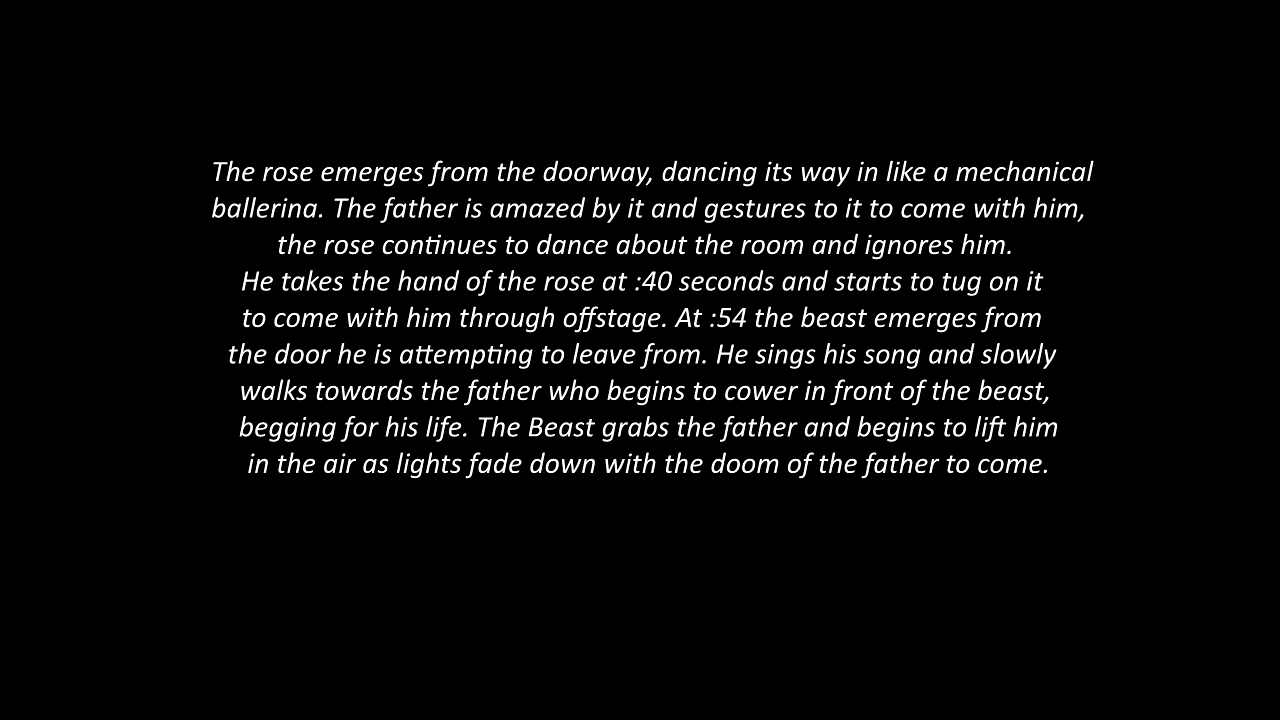 The rose emerges from the doorway, dancing its way in like a mechanical
ballerina. The father is amazed by it and gestures to it to come with him,
the rose continues to dance about the room and ignores him.
He takes the hand of the rose at :40 seconds and starts to tug on it
to come with him through offstage. At :54 the beast emerges from
the door he is attempting to leave from. He sings his song and slowly
walks towards the father who begins to cower in front of the beast,
begging for his life. The Beast grabs the father and begins to lift him
in the air as lights fade down with the doom of the father to come.